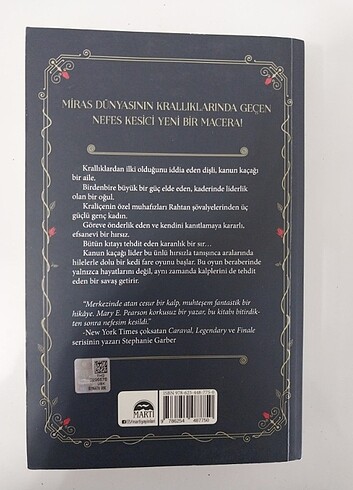 MİRAS DÜNYASININ KRALLIKLARINDA GEÇEN
NEFES KESİCİ YENİ BİR MACERA!
Krallıklardan ilki olduğunu iddia eden dişli, kanun kaçağı
bir aile,
Birdenbire büyük bir güç elde eden, kaderinde liderlik
olan bir oğul.
Kraliçenin özel muhafızları Rahtan şövalyelerinden üç
güçlü genç kadın.
Göreve önderlik eden ve kendini kanıtlamaya kararlı,
efsanevi bir hırsız.
Bütün kıtayı tehdit eden karanlık bir sır...
Kanun kaçağı lider bu ünlü hırsızla tanışınca aralarında
hilelerle dolu bir kedi fare oyunu başlar. Bu oyun beraberinde
yalnızca hayatlarını değil, aynı zamanda kalplerini de tehdit
eden bir savaş getirir.
"Merkezinde atan cesur bir kalp, muhteşem fantastik bir
hikâye. Mary E. Pearson korkusuz bir yazar, bu kitabı bitirdik-
ten sonra nefesim kesildi."
-New York Times çoksatan Caraval, Legendary ve Finale
serisinin yazarı Stephanie Garber
MARTI
/martiyayinlari
9 786254 487750